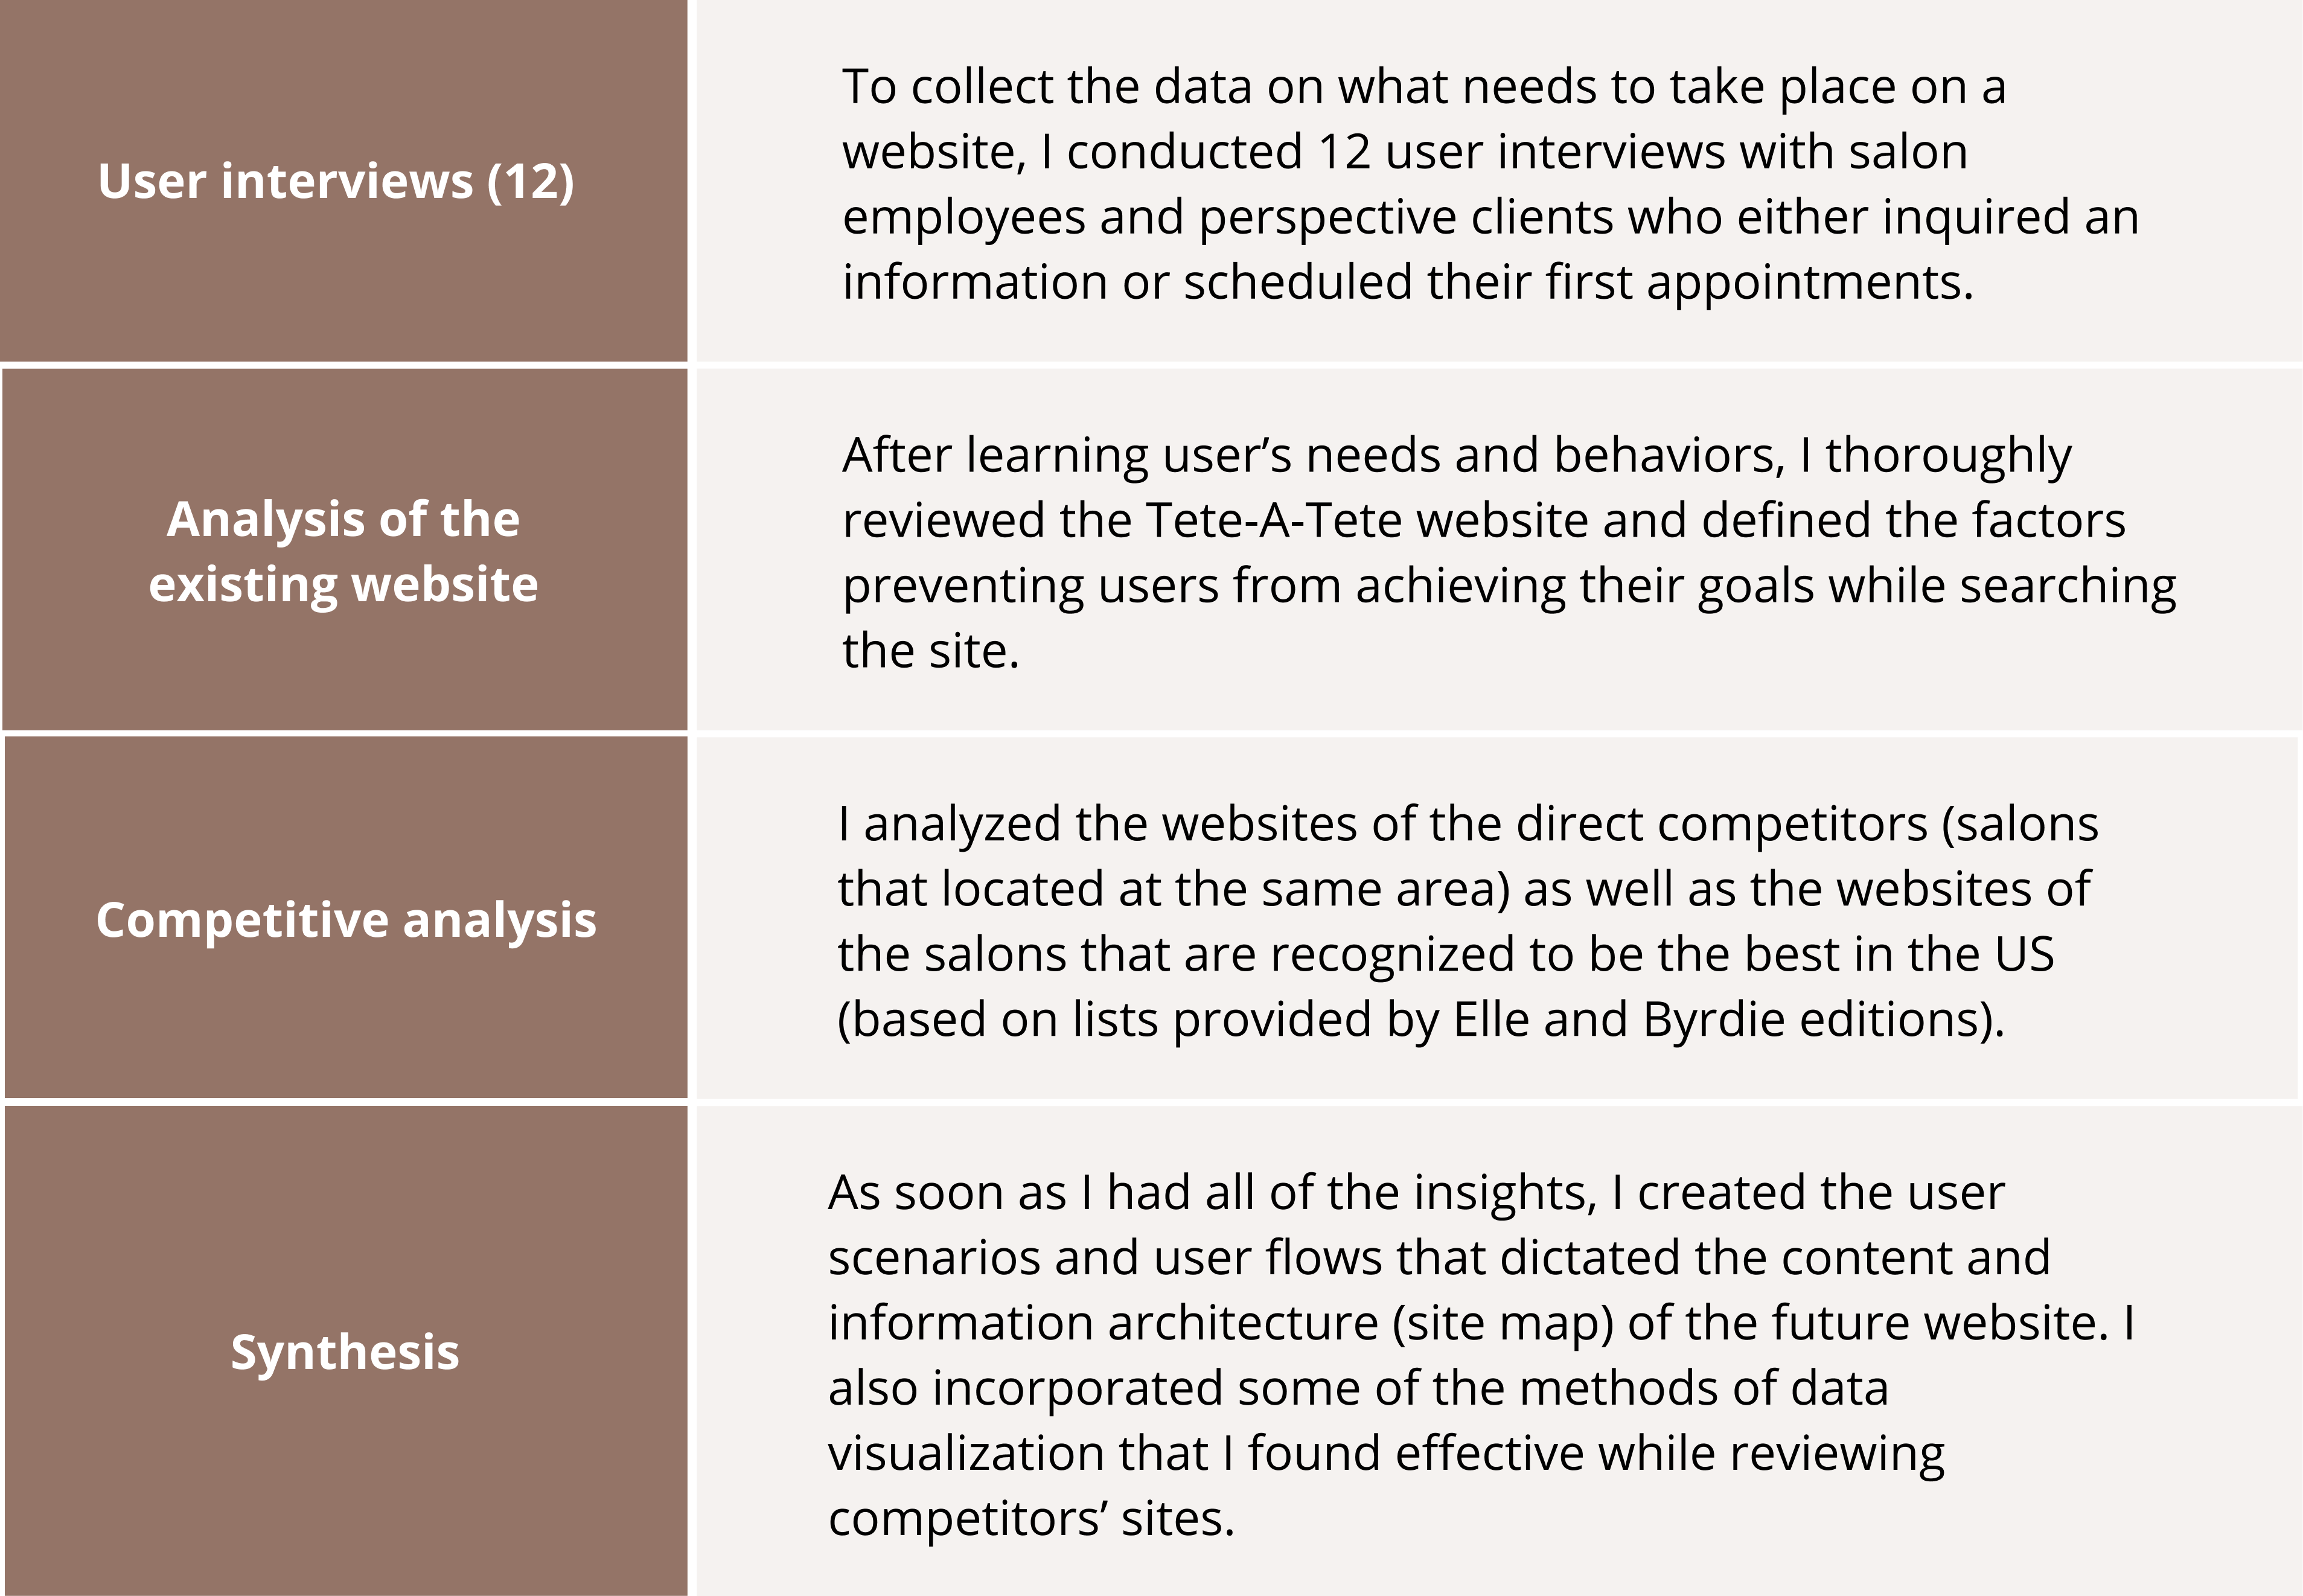 User interviews (12)
To collect the data on what needs to take place on a
website, I conducted 12 user interviews with salon
employees and perspective clients who either inquired an
information or scheduled their first appointments.
Analysis of the
existing website
After learning user’s needs and behaviors, I thoroughly
reviewed the Tete-A-Tete website and defined the factors
preventing users from achieving their goals while searching
the site.
Competitive analysis
I analyzed the websites of the direct competitors (salons
that located at the same area) as well as the websites of
the salons that are recognized to be the best in the US
(based on lists provided by Elle and Byrdie editions).
Synthesis
As soon as I had all of the insights, I created the user
scenarios and user flows that dictated the content and
information architecture (site map) of the future website. I
also incorporated some of the methods of data
visualization that I found effective while reviewing
competitors’ sites.